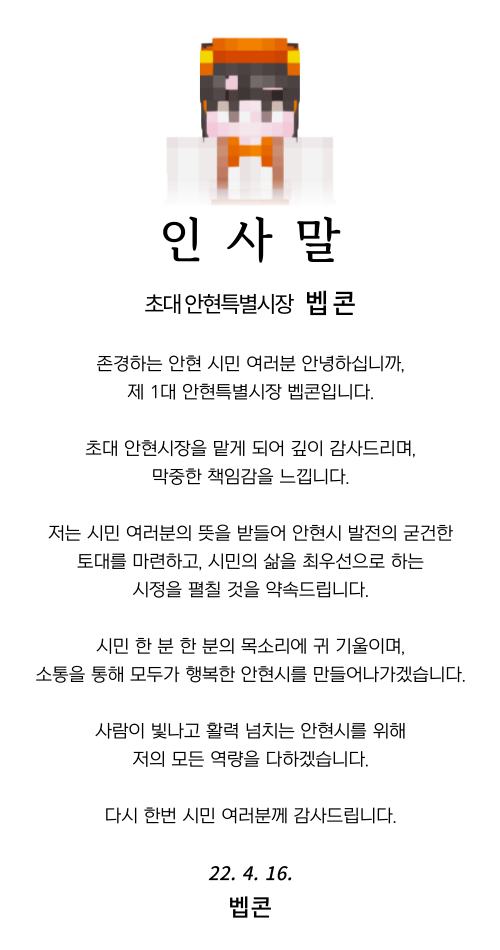 인 사 말
초대 안현특별시장 벱콘
존경하는 안현 시민 여러분 안녕하십니까,
제 1대 안현특별시장 벱콘입니다.
초대 안현시장을 맡게 되어 깊이 감사드리며,
막중한 책임감을 느낍니다.
저는 시민 여러분의 뜻을 받들어 안현시 발전의 굳건한
토대를 마련하고, 시민의 삶을 최우선으로 하는
시정을 펼칠 것을 약속드립니다.
시민 한 분 한 분의 목소리에 귀 기울이며,
소통을 통해 모두가 행복한 안현시를 만들어나가겠습니다.
사람이 빛나고 활력 넘치는 안현시를 위해
저의 모든 역량을 다하겠습니다.
다시 한번 시민 여러분께 감사드립니다.
22. 4. 16.
벱콘